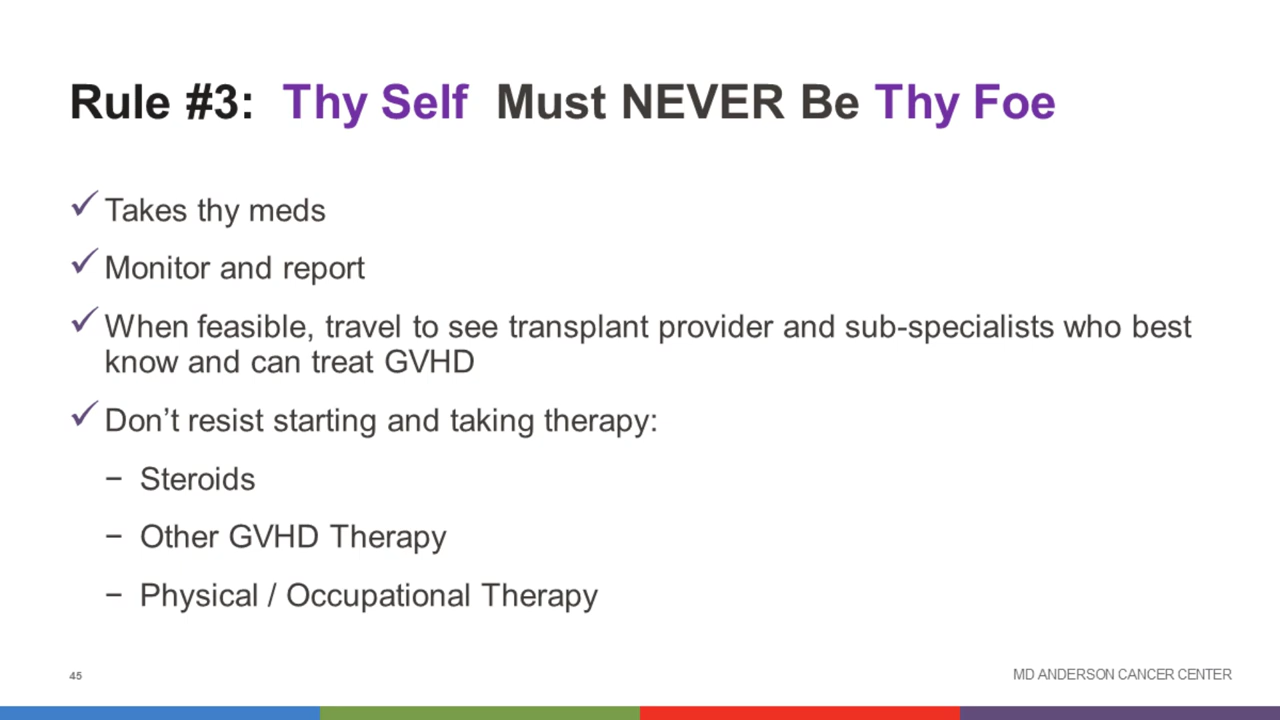 Rule #3: Thy Self Must NEVER Be Thy Foe
✓ Takes thy meds
✓ Monitor and report
✓ When feasible, travel to see transplant provider and sub-specialists who best
know and can treat GVHD
✓ Don’t resist starting and taking therapy:
− Steroids
− Other GVHD Therapy
− Physical / Occupational Therapy
45
MD ANDERSON CANCER CENTER